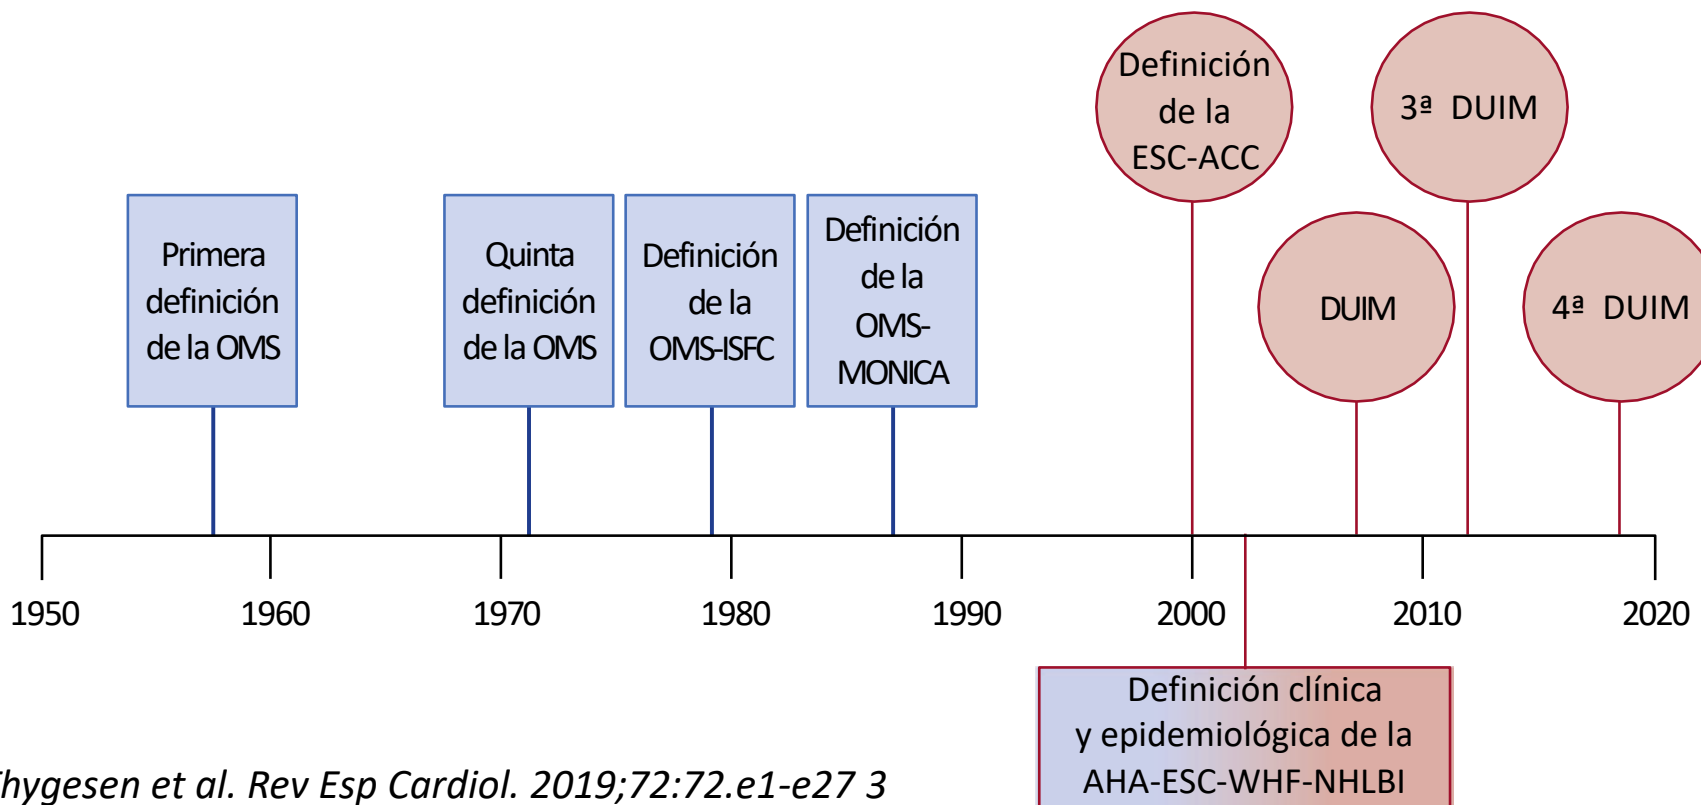 Primera
definición
de la OMS
Quinta
definición
de la OMS
Definición
de la
OMS-ISFC
Definición
de la
OMS-
MONICA
Definición
de la
ESC-ACC
3ª DUIM
DUIM
4ª DUIM
1950
1960
1970
1980
1990
2000
2010
2020
Definición clínica
y epidemiológica de la
AHA-ESC-WHF-NHLBI
hygesen et al. Rev Esp Cardiol. 2019;72:72.e1-e27 3